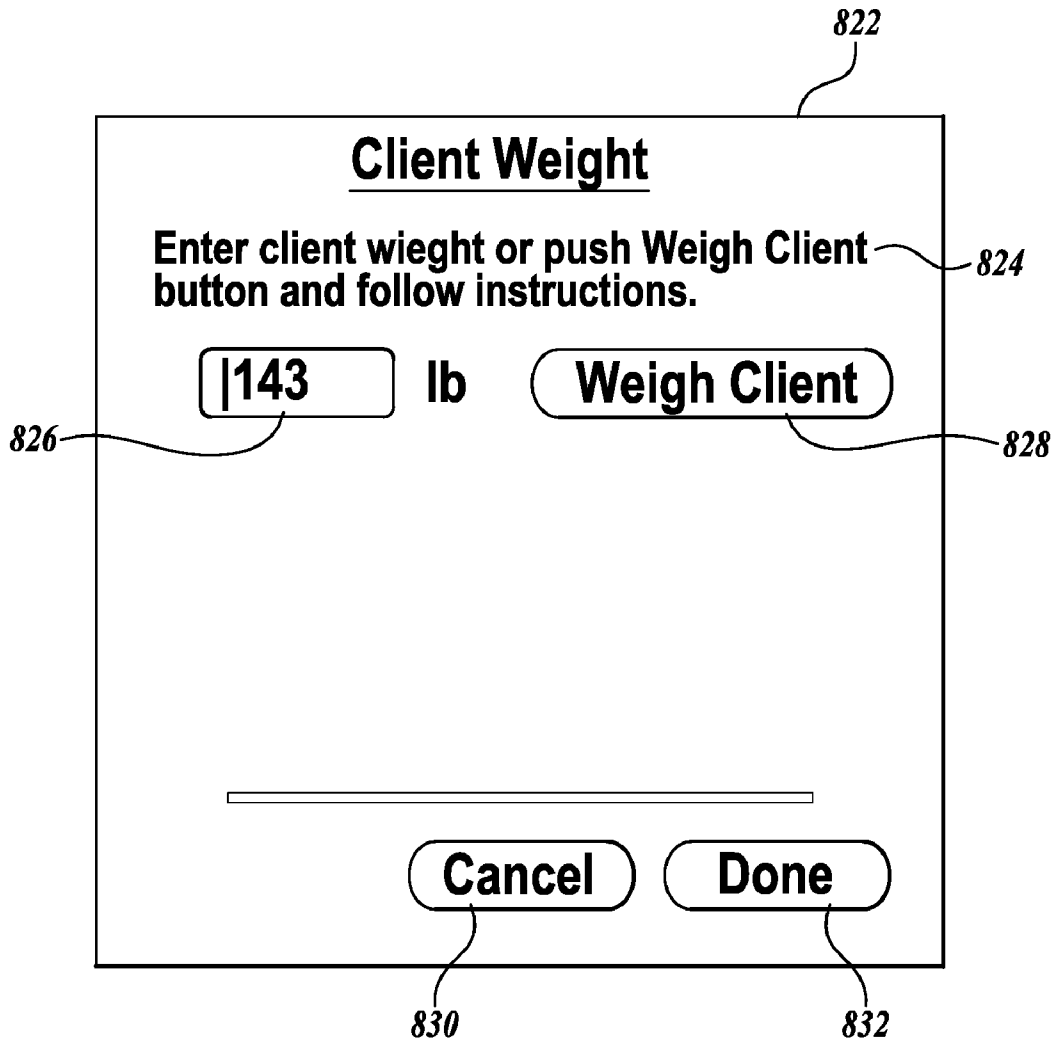 822
Client Weight
Enter client wieght or push Weigh Client 824
button and follow instructions.
|143 lb Weigh Client
826 828
Cancel Done
830 832